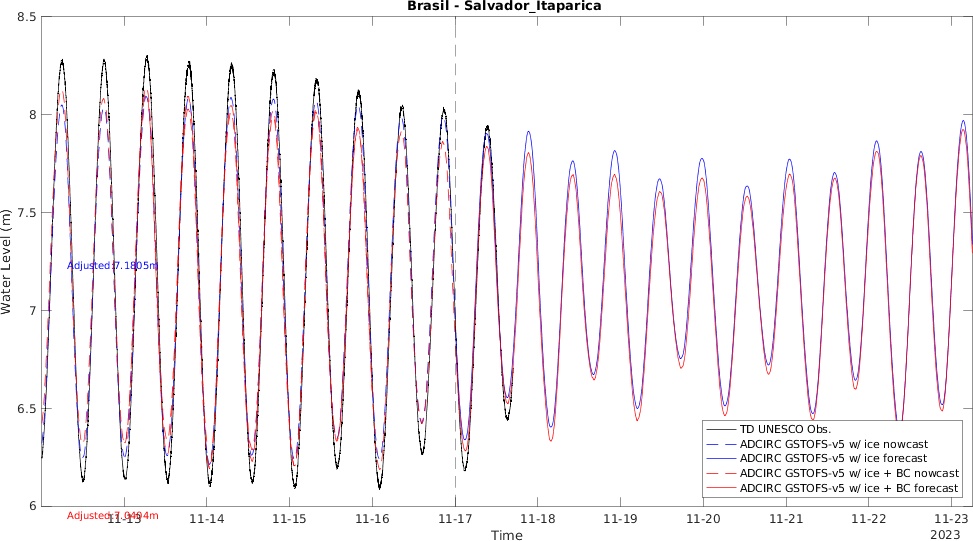 Brasil - Salvador_Itaparica
8.5
8
7.5
7
6.5
6
Water Level (m)
Adjusted:7.1805m
Adjusted:7.0494m
11-13
11-14
11-15
11-16
11-17
11-18
11-19
11-20
11-21
11-22
11-23
2023
Time
TD UNESCO Obs.
ADCIRC GSTOFS-v5 w/ ice nowcast
ADCIRC GSTOFS-v5 w/ ice forecast
ADCIRC GSTOFS-v5 w/ ice + BC nowcast
ADCIRC GSTOFS-v5 w/ ice + BC forecast